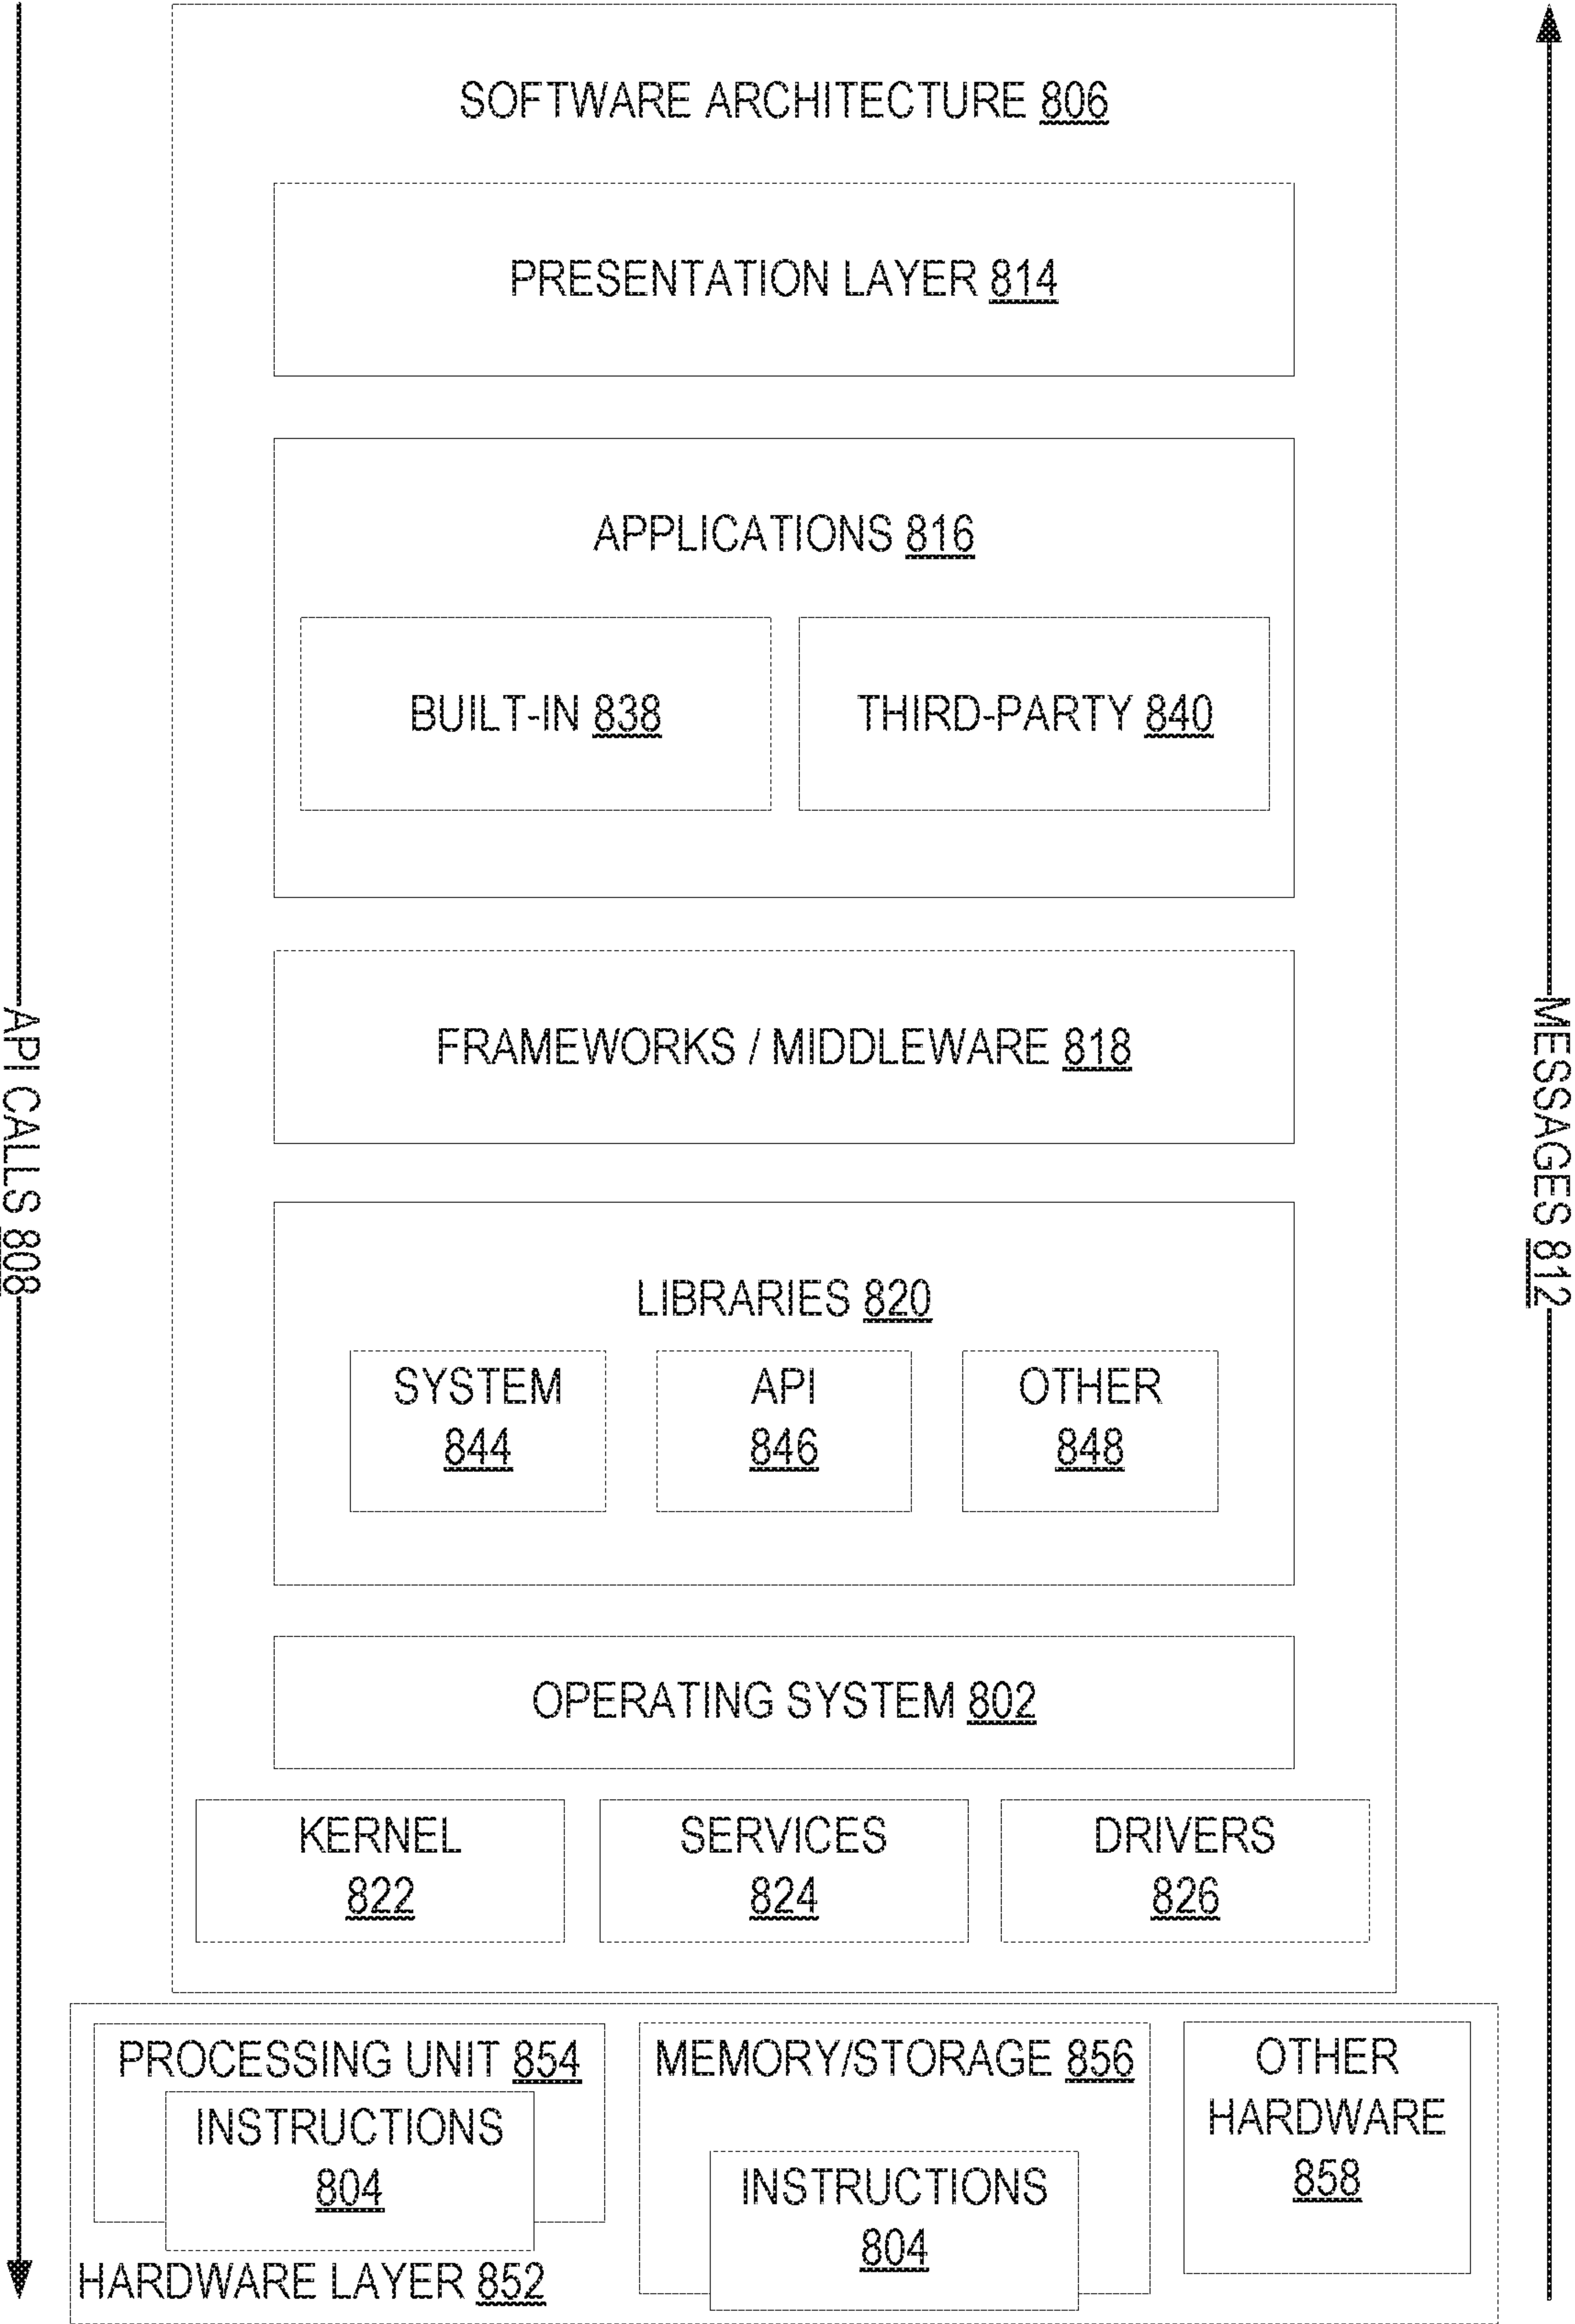 SOFTWARE ARCHITECTURE 806
PRESENTATION LAYER 814
APPLICATIONS 816
BUILT-IN 838
THIRD-PARTY 840
FRAMEWORKS / MIDDLEWARE 818
API CALLS 808
MESSAGES 812
LIBRARIES 820
SYSTEM
844
API
846
OTHER
848
OPERATING SYSTEM 802
KERNEL
822
SERVICES
824
DRIVERS
826
PROCESSING UNIT 854
INSTRUCTIONS
804
MEMORY/STORAGE 856
INSTRUCTIONS
804
OTHER
HARDWARE
858
HARDWARE LAYER 852